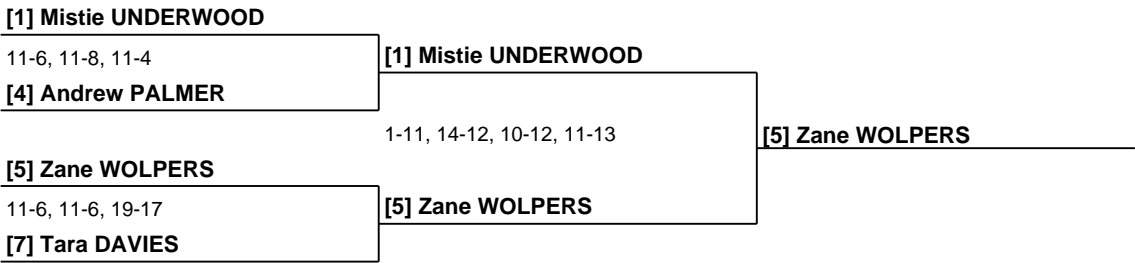 [1] Mistie UNDERWOOD
11-6, 11-8, 11-4
[4] Andrew PALMER
[1] Mistie UNDERWOOD
1-11, 14-12, 10-12, 11-13
[5] Zane WOLPERS
[5] Zane WOLPERS
11-6, 11-6, 19-17
[7] Tara DAVIES
[5] Zane WOLPERS